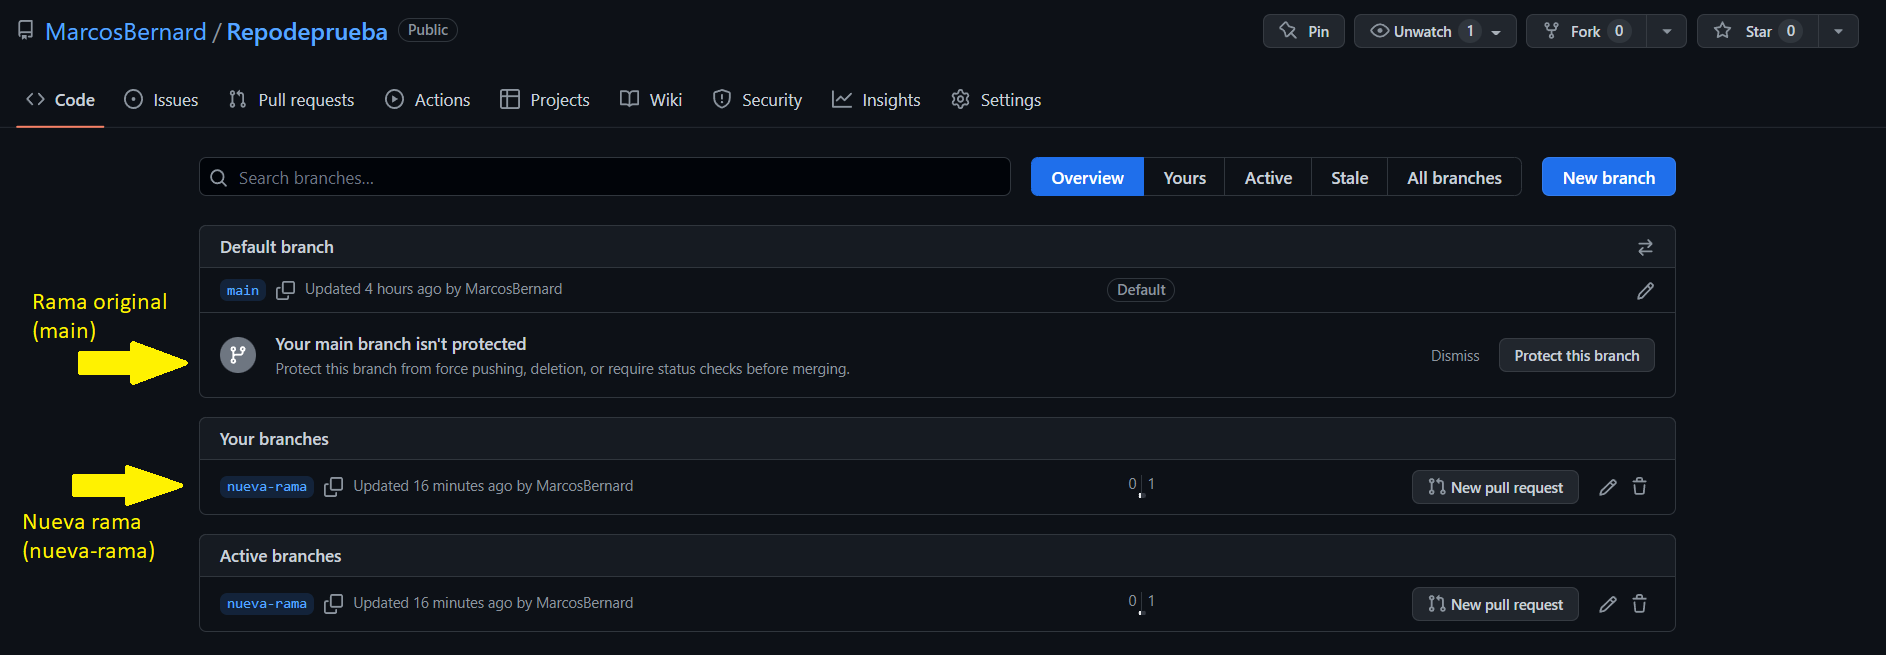 MarcosBernard / Repodeprueba Public
Pin Unwatch 1 Fork 0 Star 0
Code Issues Pull requests Actions Projects Wiki Security Insights Settings
Search branches... Overview Yours Active Stale All branches New branch
Default branch
main Updated 4 hours ago by MarcosBernard Default
Rama original
(main)
Your main branch isn't protected
Protect this branch from force pushing, deletion, or require status checks before merging.
Dismiss Protect this branch
Your branches
nueva-rama Updated 16 minutes ago by MarcosBernard 0 1 New pull request
Nueva rama
(nueva-rama)
Active branches
nueva-rama Updated 16 minutes ago by MarcosBernard 0 1 New pull request